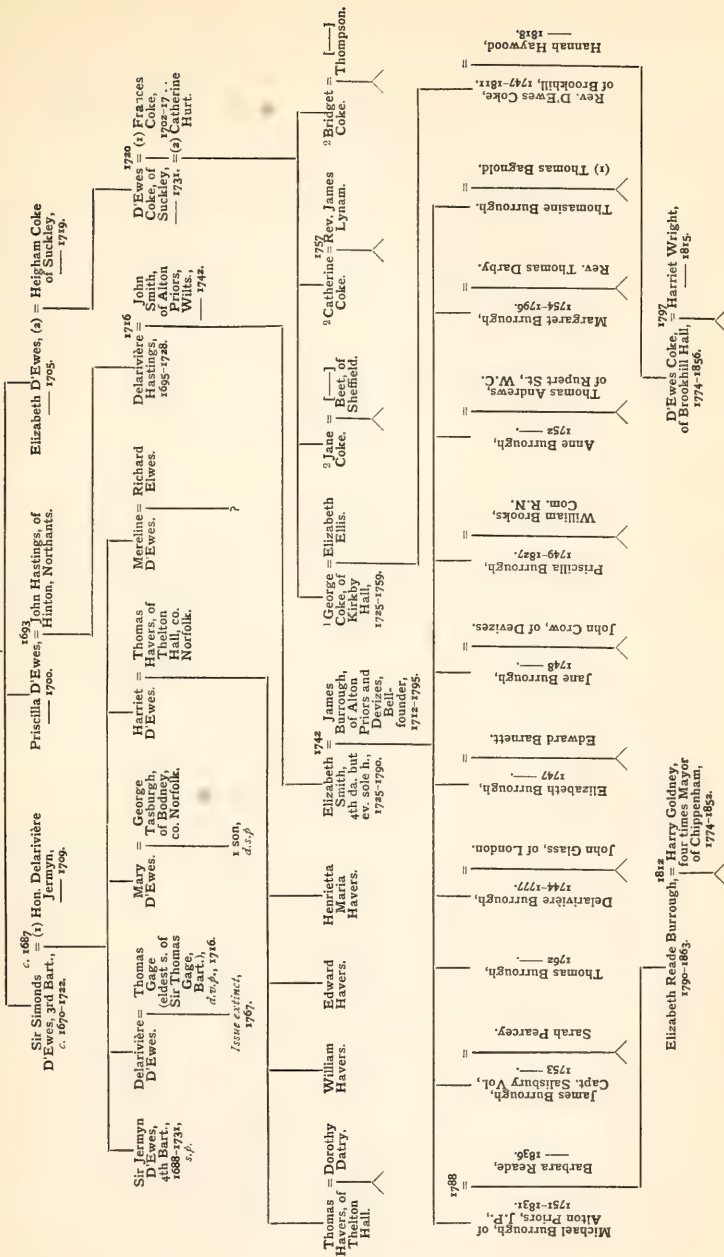 c. 1687
Sir Simonds = (1) Hon. Delarivière
D'Ewes, 3rd Bart., Jermyn,
c. 1670-1722. —— 1709.
1693
Priscilla D'Ewes, = John Hastings, of
—— 1700. Hinton, Northants.
Elizabeth D'Ewes, (2) = Heigham Coke
—— 1705. of Suckley,
—— 1719.
Sir Jermyn
D'Ewes,
4th Bart.,
1688-1731,
s.p.
Delarivière =
D'Ewes.
Thomas
Gage
(eldest s. of
Sir Thomas
Gage,
Bart.),
d.v.p., 1716.
Issue extinct,
1767.
Mary =
D'Ewes.
George
Tasburgh,
of Bodney,
co. Norfolk.
1 son,
d.s.p
Harriet =
D'Ewes.
Thomas
Havers, of
Thelton
Hall, co.
Norfolk.
Mereline =
D'Ewes.
Richard
Elwes.
?
1716
Delarivière =
Hastings,
1695-1728.
John
Smith,
of Alton
Priors,
Wilts.,
—— 1742.
1720
D'Ewes = (1) Frances
Coke, of Coke,
Suckley, 1702-17 . .
—— 1731. = (2) Catherine
Hurt.
Thomas = Dorothy
Havers, of Datry.
Thelton
Hall.
William
Havers.
Edward
Havers.
Henrietta
Maria
Havers.
1742
Elizabeth =
Smith,
4th da. but
ev. sole h.,
1725-1790.
James
Burrough,
of Alton
Priors and
Devizes,
Bell-
founder,
1712-1795.
1 George = Elizabeth
Coke, of Ellis.
Kirkby
Hall,
1725-1759.
2 Jane = [——]
Coke. Beet, of
Sheffield.
1757
2 Catherine = Rev. James
Coke. Lynam.
2 Bridget = [——]
Coke. Thompson.
Michael Burrough, of
Alton Priors, J.P.,
1751-1831.
1788
=
Barbara Reade,
—— 1836.
James Burrough,
Capt. Salisbury Vol.,
1753 ——.
=
Sarah Pearcey.
Thomas Burrough,
1762 ——.
Delarivière Burrough,
1744-1777.
=
John Glass, of London.
Elizabeth Burrough,
1747 ——.
=
Edward Barnett.
Jane Burrough,
1748 ——.
=
John Crow, of Devizes.
Priscilla Burrough,
1749-1827.
=
William Brooks,
Com. R.N.
Anne Burrough,
1752 ——.
=
Thomas Andrews,
of Rupert St., W.C.
Margaret Burrough,
1754-1796.
=
Rev. Thomas Darby.
Thomasine Burrough.
=
(1) Thomas Bagnold.
Rev. D'Ewes Coke,
of Brookhill, 1747-1811.
=
Hannah Haywood,
—— 1818.
1812
Elizabeth Reade Burrough, = Harry Goldney,
1790-1863. four times Mayor
of Chippenham,
1774-1852.
1797
D'Ewes Coke, = Harriet Wright,
of Brookhill Hall, —— 1815.
1774-1856.